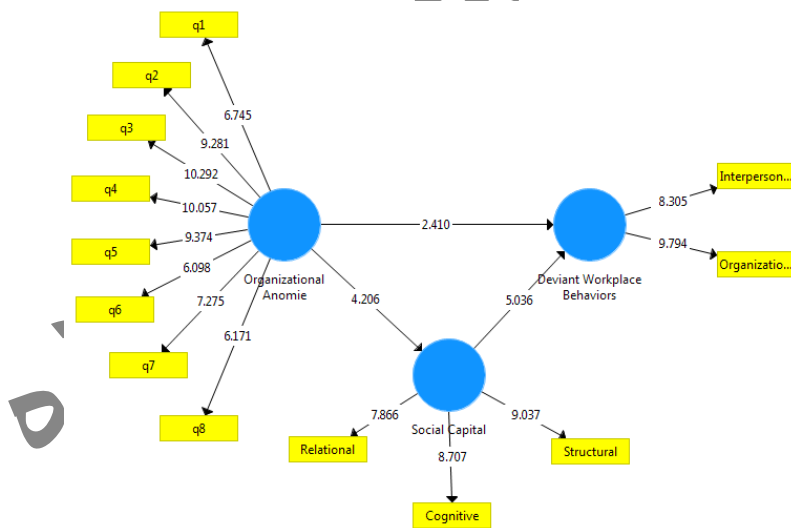 q1
q2
q3
q4
q5
q6
q7
q8
6.745
9.281
10.292
10.057
9.374
6.098
7.275
6.171
Organizational
Anomie
2.410
4.206
5.036
Deviant Workplace
Behaviors
8.305
9.794
Interperson...
Organizatio...
Social Capital
7.866
8.707
9.037
Relational
Cognitive
Structural